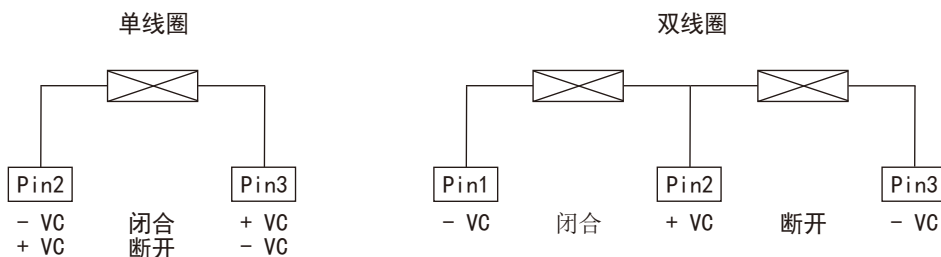 单线圈 双线圈
Pin2 Pin3 Pin1 Pin2 Pin3
- VC 闭合 + VC - VC 闭合 + VC 断开 - VC
+ VC 断开 - VC